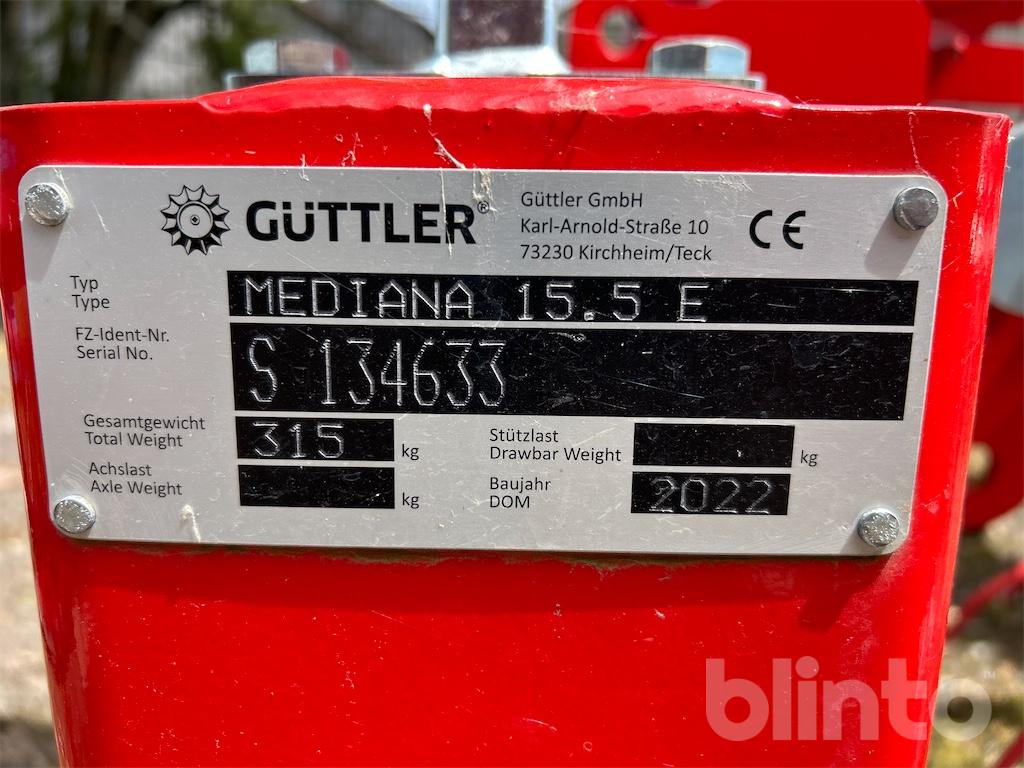 GÜTTLER®
Güttler GmbH
Karl-Arnold-Straße 10
73230 Kirchheim/Teck
CE
Typ
Type
MEDIANA 15.5 E
FZ-Ident-Nr.
Serial No.
S 134633
Gesamtgewicht
Total Weight
315 kg
Stützlast
Drawbar Weight
kg
Achslast
Axle Weight
kg
Baujahr
DOM
2022
blinto™